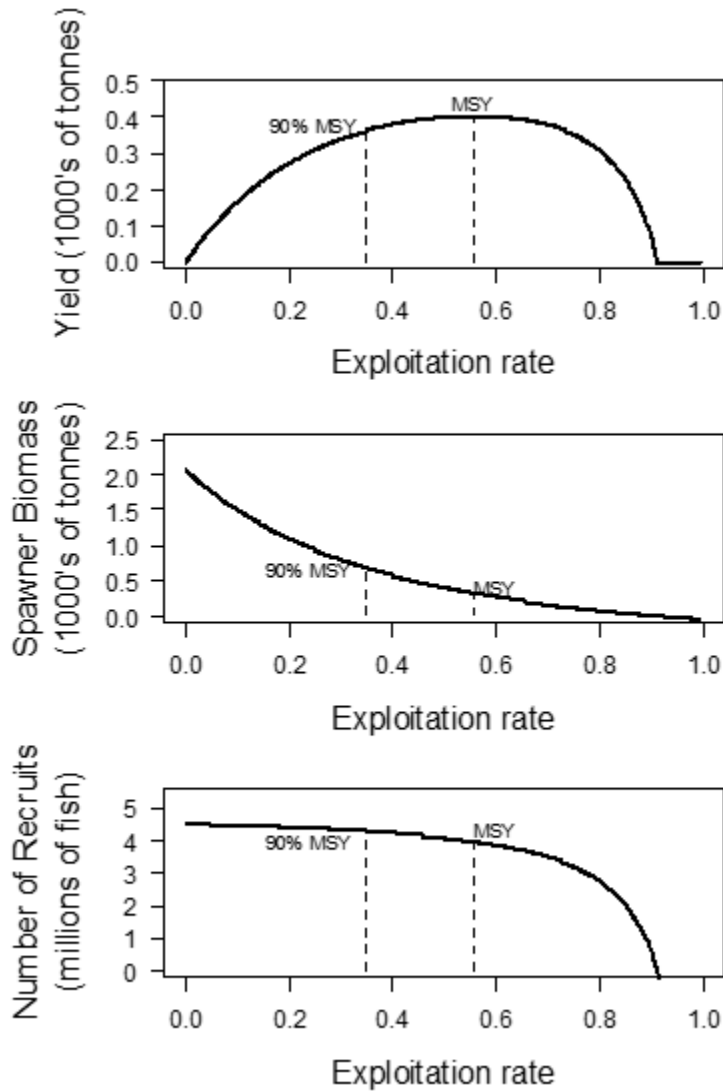 Yield (1000's of tonnes)
0.5
0.4
0.3
0.2
0.1
0.0
90% MSY
MSY
0.0 0.2 0.4 0.6 0.8 1.0
Exploitation rate
Spawner Biomass
(1000's of tonnes)
2.5
2.0
1.5
1.0
0.5
0.0
90% MSY
MSY
0.0 0.2 0.4 0.6 0.8 1.0
Exploitation rate
Number of Recruits
(millions of fish)
5
4
3
2
1
0
90% MSY
MSY
0.0 0.2 0.4 0.6 0.8 1.0
Exploitation rate